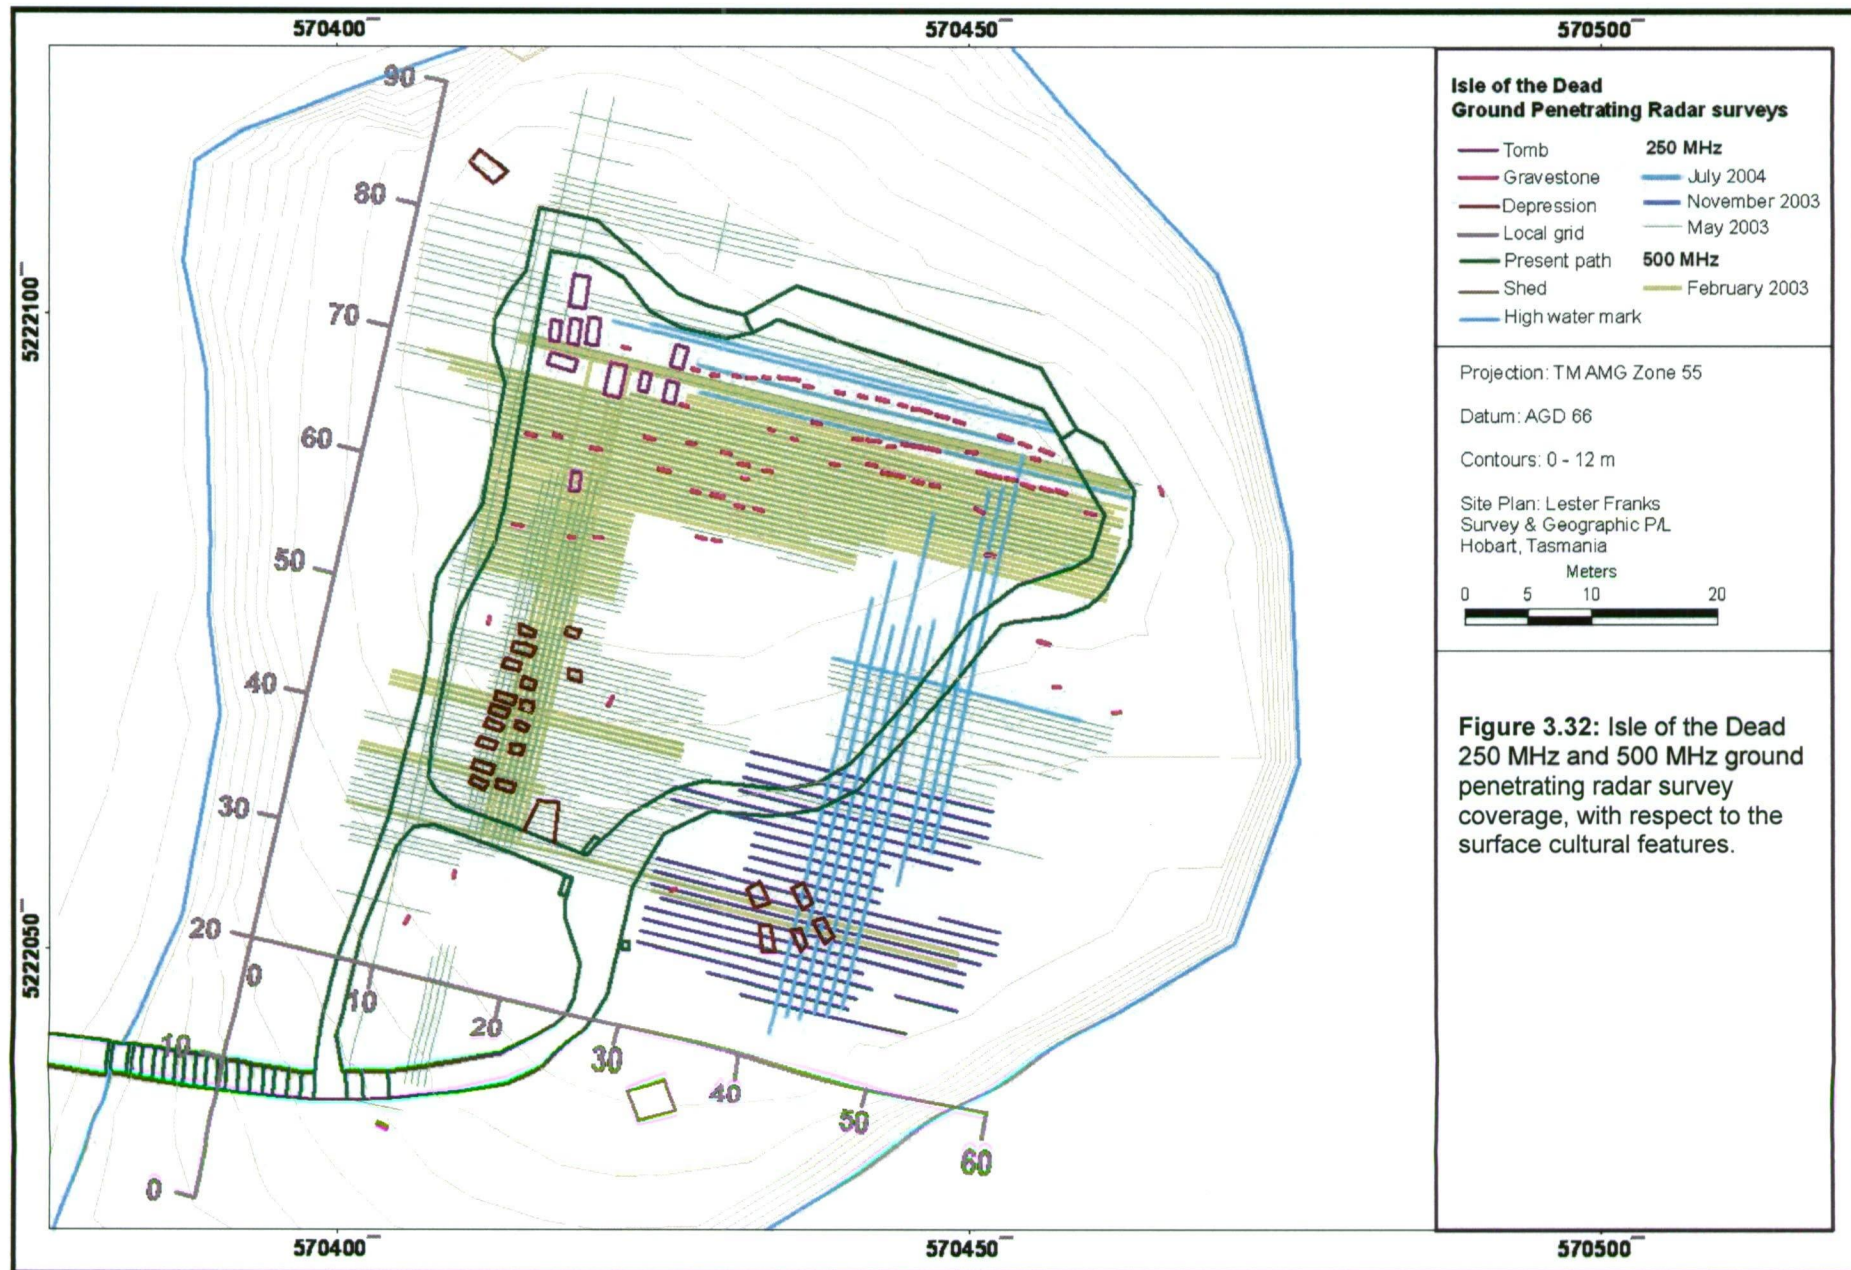 570400
570450
570500
5222100
5222050
90
80
70
60
50
40
30
20
10
0
0
10
20
30
40
50
60
570400
570450
570500
Isle of the Dead
Ground Penetrating Radar surveys
Tomb
Gravestone
Depression
Local grid
Present path
Shed
High water mark
250 MHz
July 2004
November 2003
May 2003
500 MHz
February 2003
Projection: TM AMG Zone 55
Datum: AGD 66
Contours: 0 - 12 m
Site Plan: Lester Franks
Survey & Geographic P/L
Hobart, Tasmania
Meters
0 5 10 20
Figure 3.32: Isle of the Dead
250 MHz and 500 MHz ground
penetrating radar survey
coverage, with respect to the
surface cultural features.